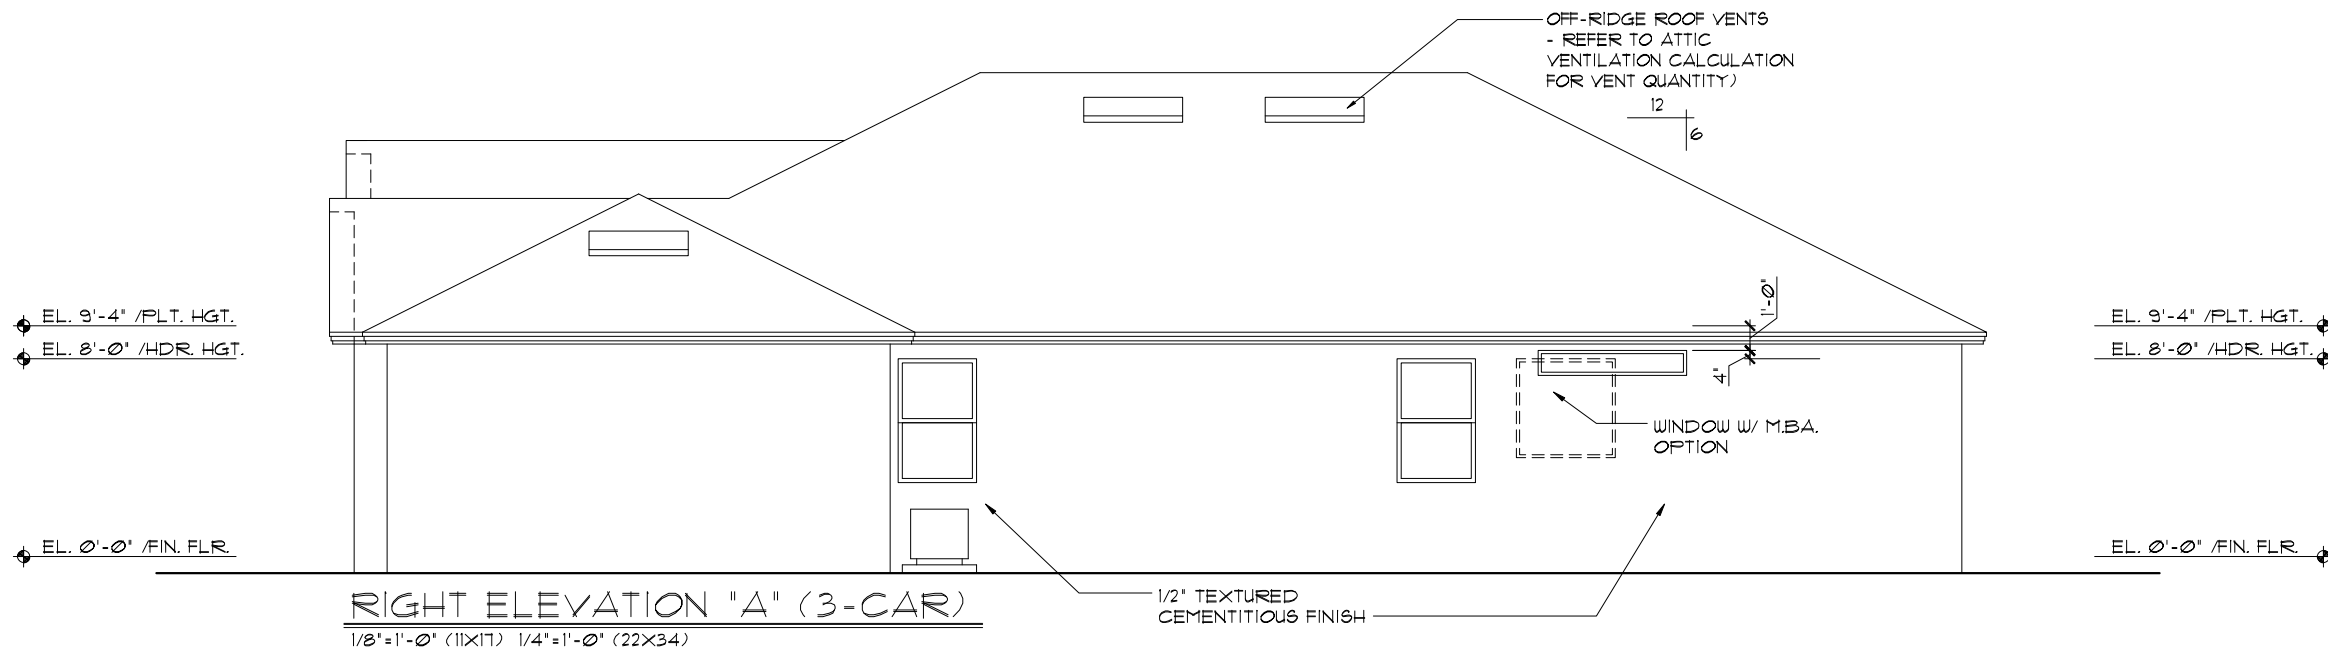 OFF-RIDGE ROOF VENTS
- REFER TO ATTIC
VENTILATION CALCULATION
FOR VENT QUANTITY)
12
6
1'-0"
EL. 9'-4" /PLT. HGT.
EL. 9'-4" /PLT. HGT.
EL. 8'-0" /HDR. HGT.
EL. 8'-0" /HDR. HGT.
4"
WINDOW W/ M.BA.
OPTION
EL. 0'-0" /FIN. FLR.
EL. 0'-0" /FIN. FLR.
1/2" TEXTURED
CEMENTITIOUS FINISH
RIGHT ELEVATION "A" (3-CAR)
1/8"=1'-0" (11X17) 1/4"=1'-0" (22X34)